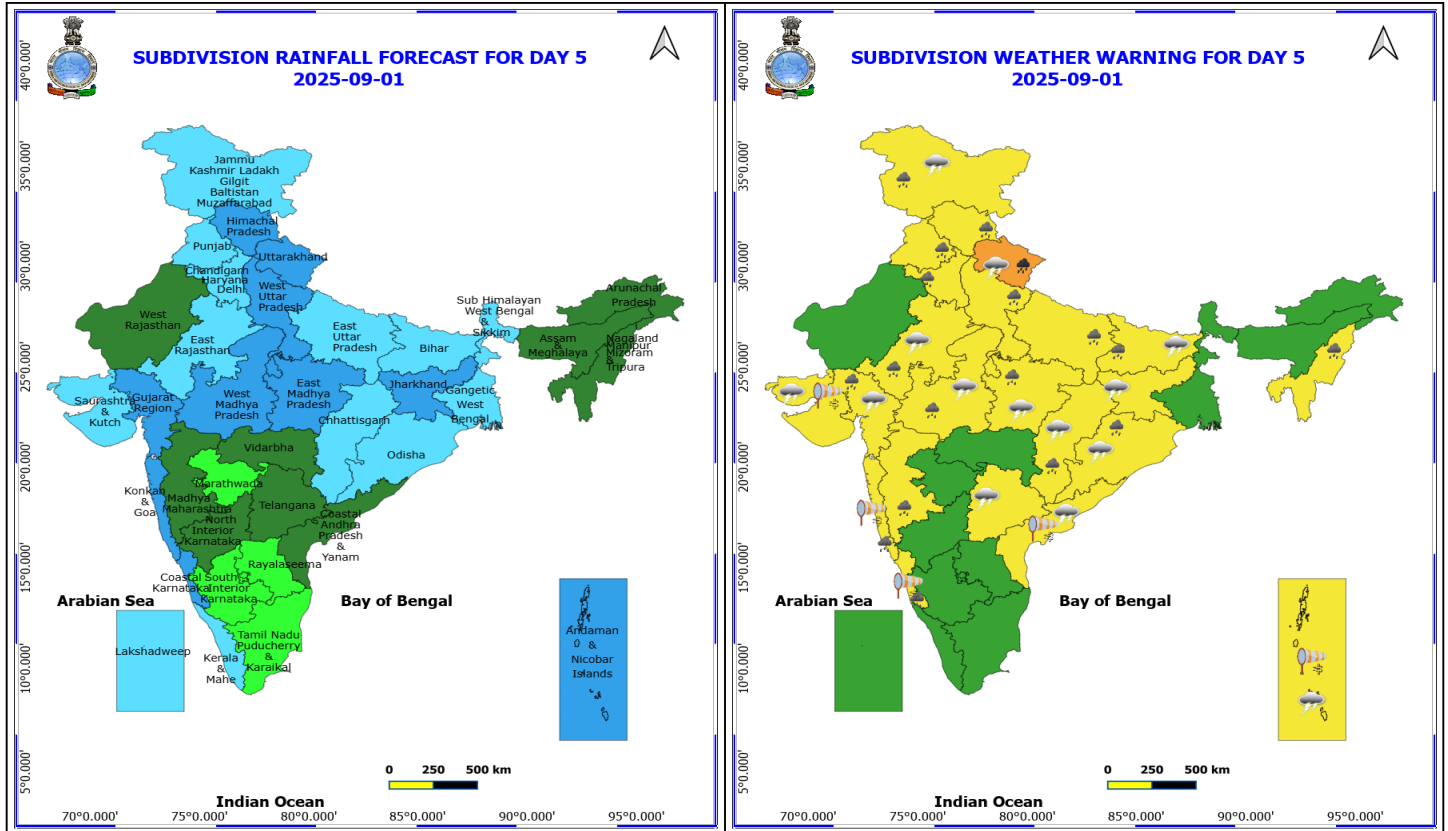 SUBDIVISION RAINFALL FORECAST FOR DAY 5
2025-09-01
40°0.000'
35°0.000'
30°0.000'
25°0.000'
20°0.000'
15°0.000'
10°0.000'
5°0.000'
Jammu
Kashmir Ladakh
Gilgit
Baltistan
Muzaffarabad
Himachal
Pradesh
Punjab
Uttarakhand
Chandigarh
Haryana
Delhi
West
Uttar
Pradesh
West
Rajasthan
East
Rajasthan
East
Uttar
Pradesh
Bihar
Sub Himalayan
West Bengal
&
Sikkim
Arunachal
Pradesh
Assam
&
Meghalaya
Nagaland
Manipur
Mizoram
&
Tripura
Saurashtra
&
Kutch
Gujarat
Region
West
Madhya
Pradesh
East
Madhya
Pradesh
Jharkhand
Gangetic
West
Bengal
Chhattisgarh
Odisha
Vidarbha
Marathwada
Konkan
&
Goa
Madhya
Maharashtra
North
Interior
Karnataka
Telangana
Coastal
Andhra
Pradesh
&
Yanam
Rayalaseema
Coastal
Karnataka
South
Interior
Karnataka
Tamil Nadu
Puducherry
&
Karaikal
Kerala
&
Mahe
Lakshadweep
Andaman
&
Nicobar
Islands
Arabian Sea
Bay of Bengal
0 250 500 km
Indian Ocean
70°0.000' 75°0.000' 80°0.000' 85°0.000' 90°0.000' 95°0.000'
SUBDIVISION WEATHER WARNING FOR DAY 5
2025-09-01
40°0.000'
35°0.000'
30°0.000'
25°0.000'
20°0.000'
15°0.000'
10°0.000'
5°0.000'
Arabian Sea
Bay of Bengal
0 250 500 km
Indian Ocean
70°0.000' 75°0.000' 80°0.000' 85°0.000' 90°0.000' 95°0.000'